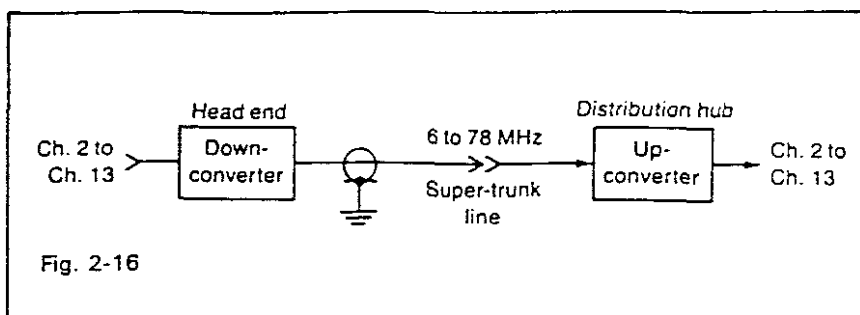 Head end
Distribution hub
Ch. 2 to
Ch. 13
Down-
converter
6 to 78 MHz
Super-trunk
line
Up-
converter
Ch. 2 to
Ch. 13
Fig. 2-16